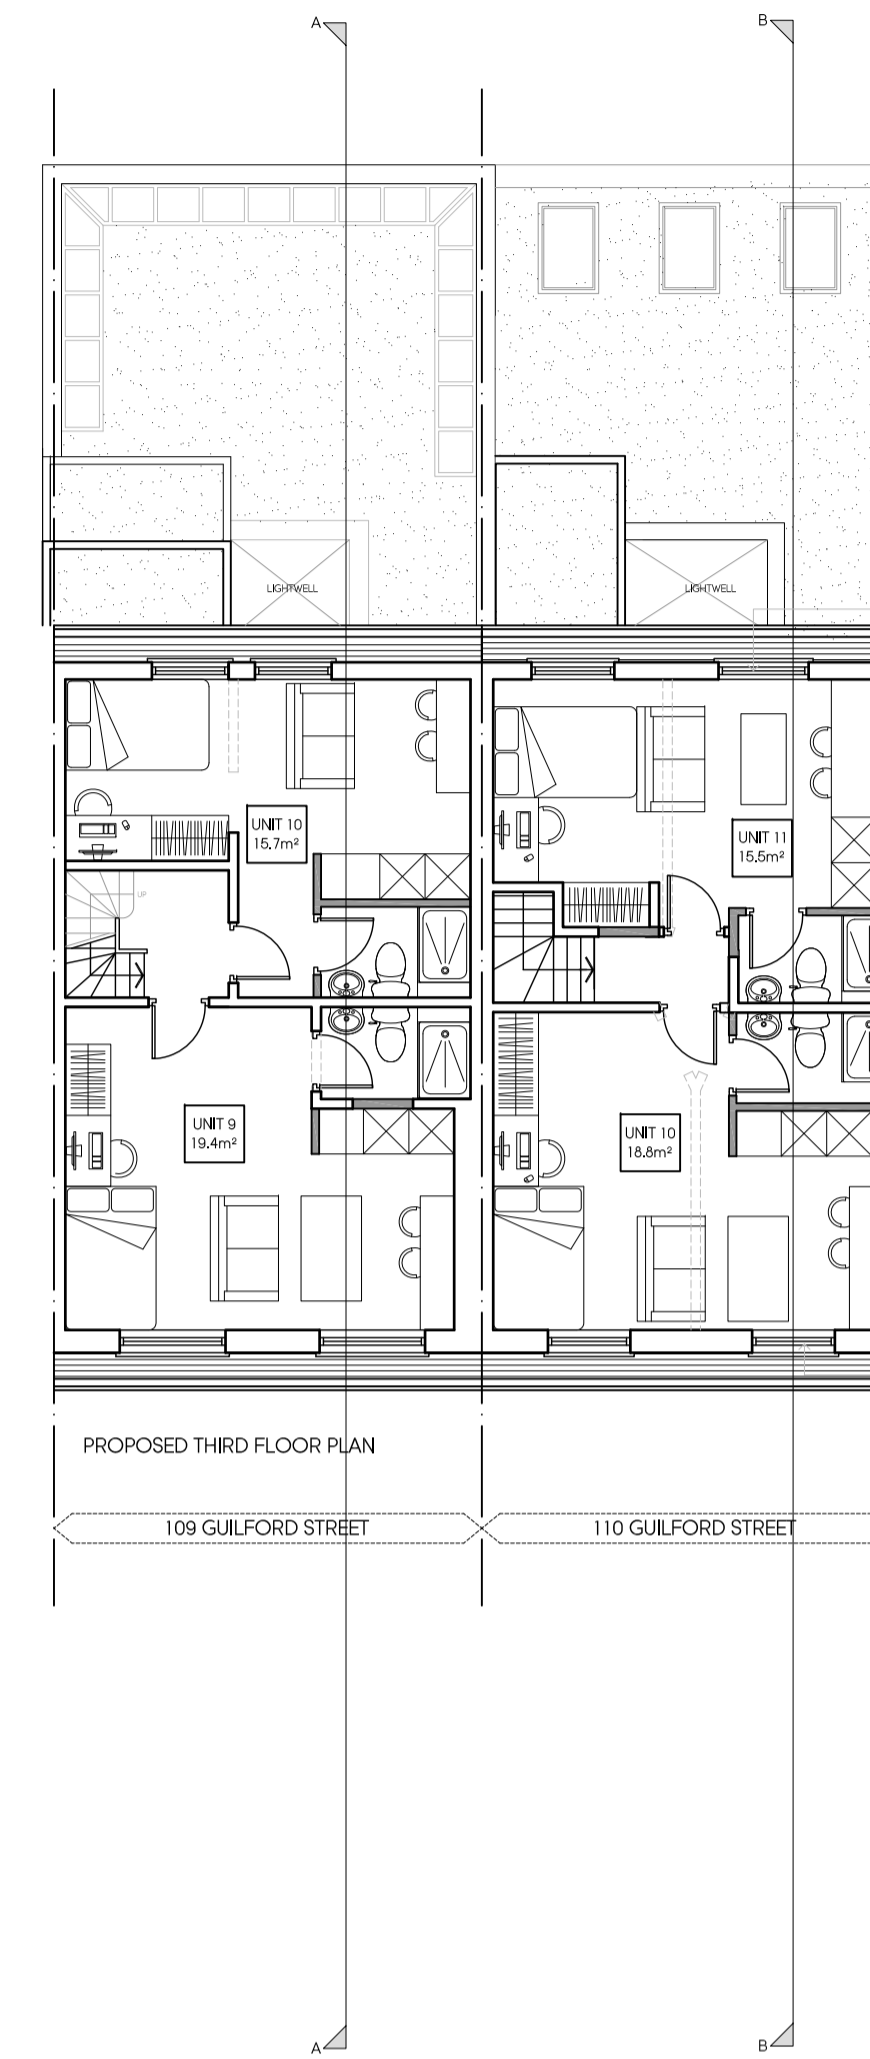 A
B
LIGHTWELL
LIGHTWELL
UNIT 10
15.7m²
UNIT 11
15.5m²
UP
UNIT 9
19.4m²
UNIT 10
18.8m²
PROPOSED THIRD FLOOR PLAN
109 GUILFORD STREET
110 GUILFORD STREET
A
B